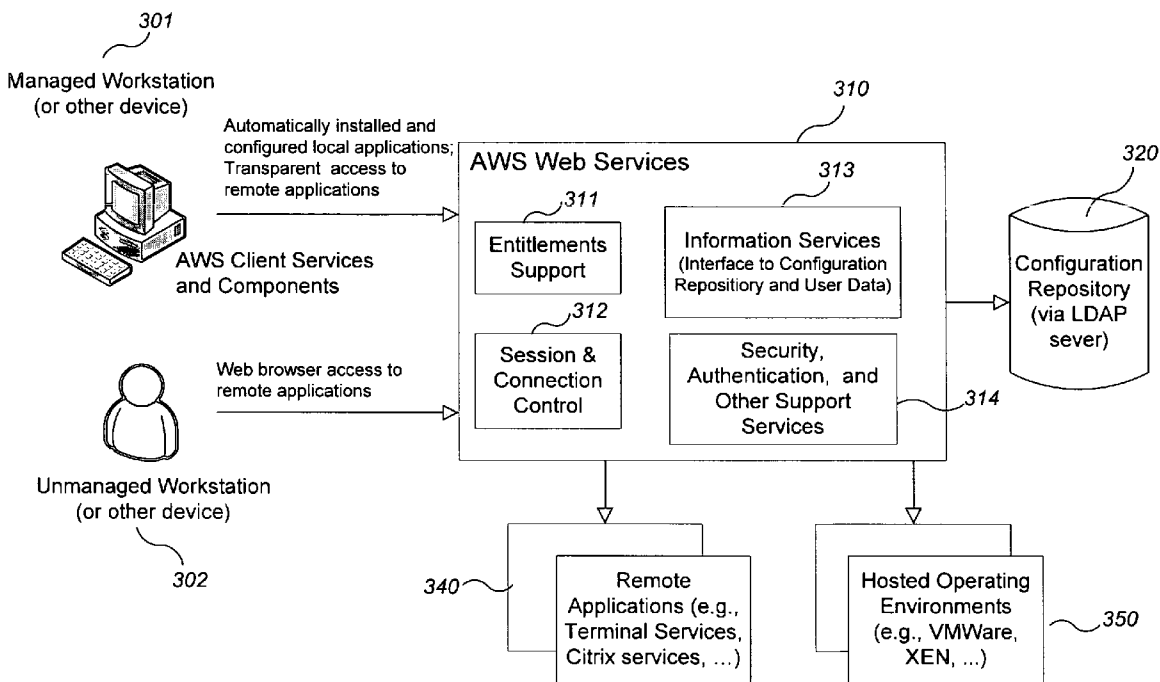 301
Managed Workstation
(or other device)
Automatically installed and
configured local applications;
Transparent access to
remote applications
AWS Client Services
and Components
Web browser access to
remote applications
Unmanaged Workstation
(or other device)
302
310
AWS Web Services
311
Entitlements
Support
312
Session &
Connection
Control
313
Information Services
(Interface to Configuration
Repositiory and User Data)
Security,
Authentication, and
Other Support
Services
314
320
Configuration
Repository
(via LDAP
sever)
340
Remote
Applications (e.g.,
Terminal Services,
Citrix services, ...)
Hosted Operating
Environments
(e.g., VMWare,
XEN, ...)
350